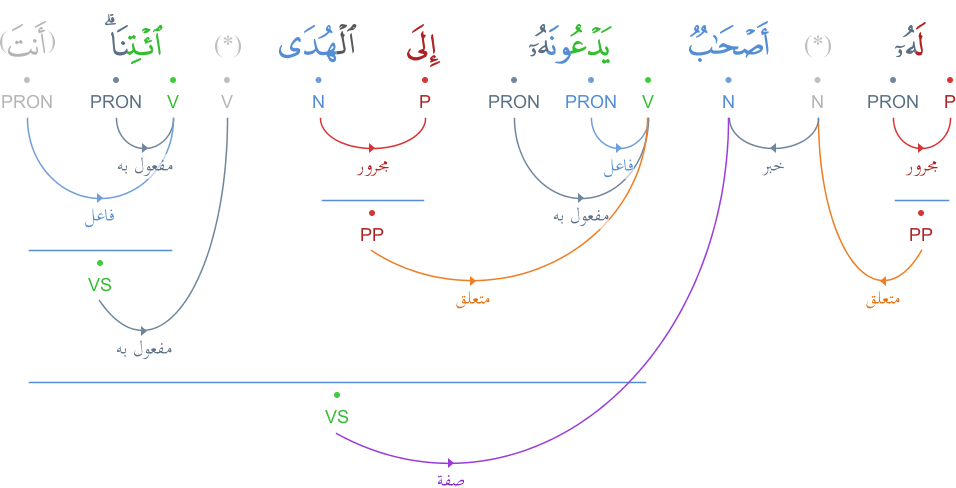 لَهُۥٓ (*) أَصْحَـٰبٌ يَدْعُونَهُۥٓ إِلَى ٱلْهُدَى (*) ٱئْتِنَا ۗ (أَنتَ)
P PRON N N V PRON PRON P N V V PRON PRON
مجرور خبر فاعل مفعول به مجرور مفعول به فاعل
PP PP VS
متعلق متعلق مفعول به
VS
صفة